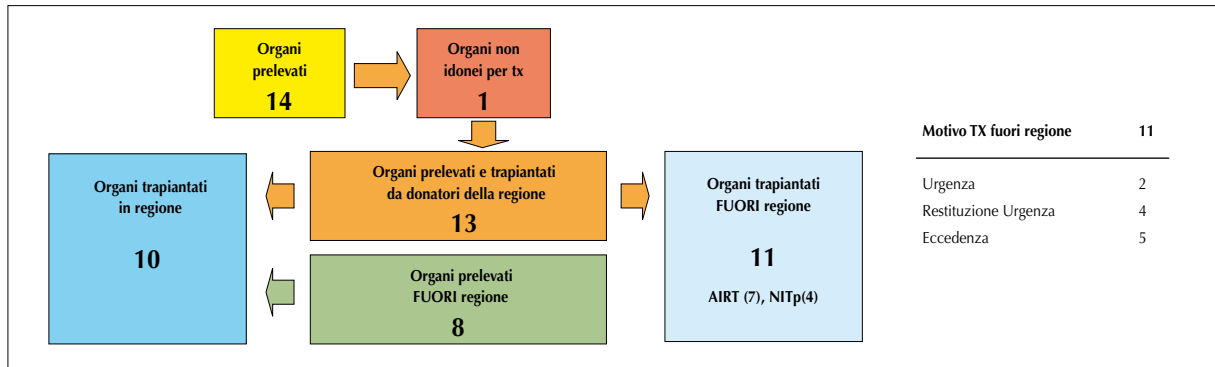 Organi
prelevati
14
Organi non
idonei per tx
1
Organi trapiantati
in regione
10
Organi prelevati e trapiantati
da donatori della regione
13
Organi prelevati
FUORI regione
8
Organi trapiantati
FUORI regione
11
AIRT (7), NITp(4)
Motivo TX fuori regione 11
Urgenza 2
Restituzione Urgenza 4
Eccedenza 5